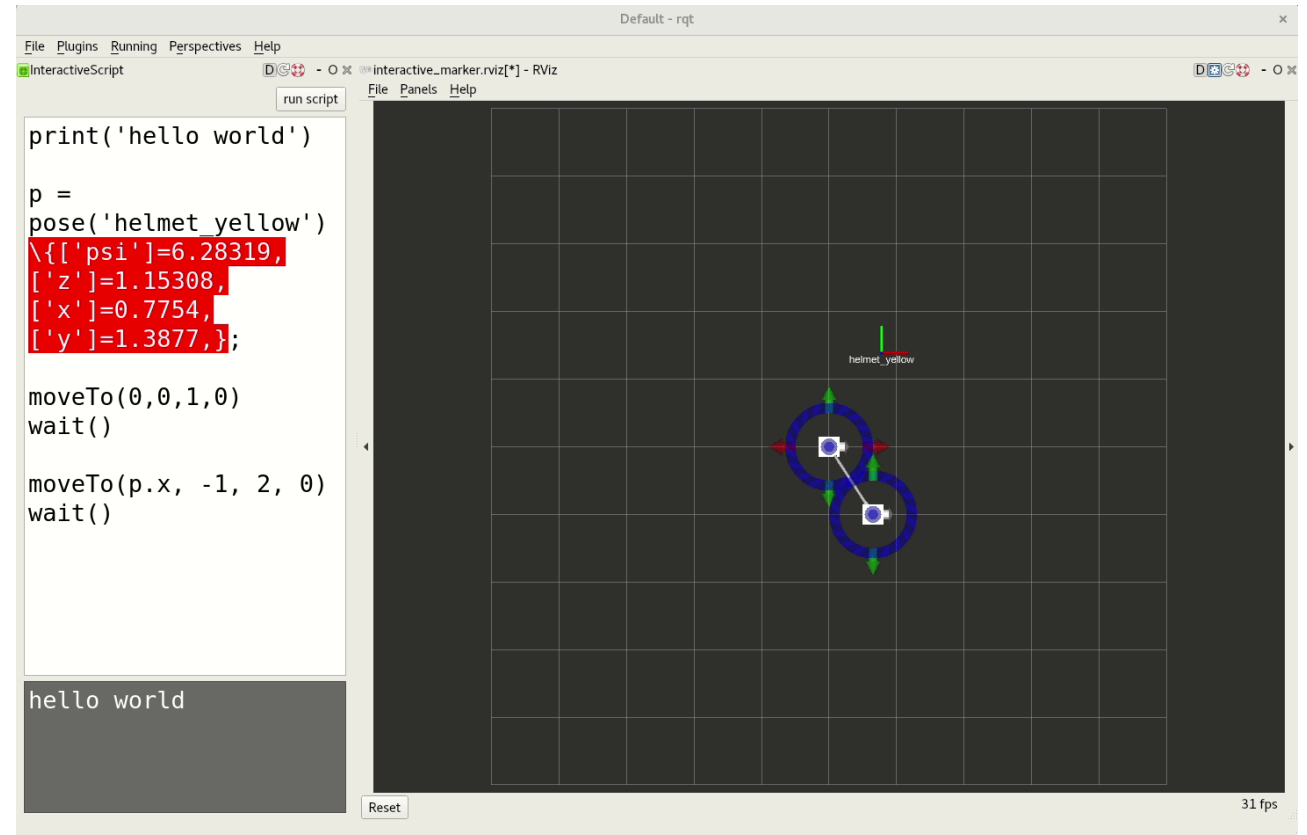 Default - rqt ×
File Plugins Running Perspectives Help
InteractiveScript D - O ×
interactive_marker.rviz[*] - RViz D - O ×
run script
File Panels Help
print('hello world')
p =
pose('helmet_yellow')
\{['psi']=6.28319,
['z']=1.15308,
['x']=0.7754,
['y']=1.3877,};
moveTo(0,0,1,0)
wait()
moveTo(p.x, -1, 2, 0)
wait()
hello world
helmet_yellow
Reset
31 fps